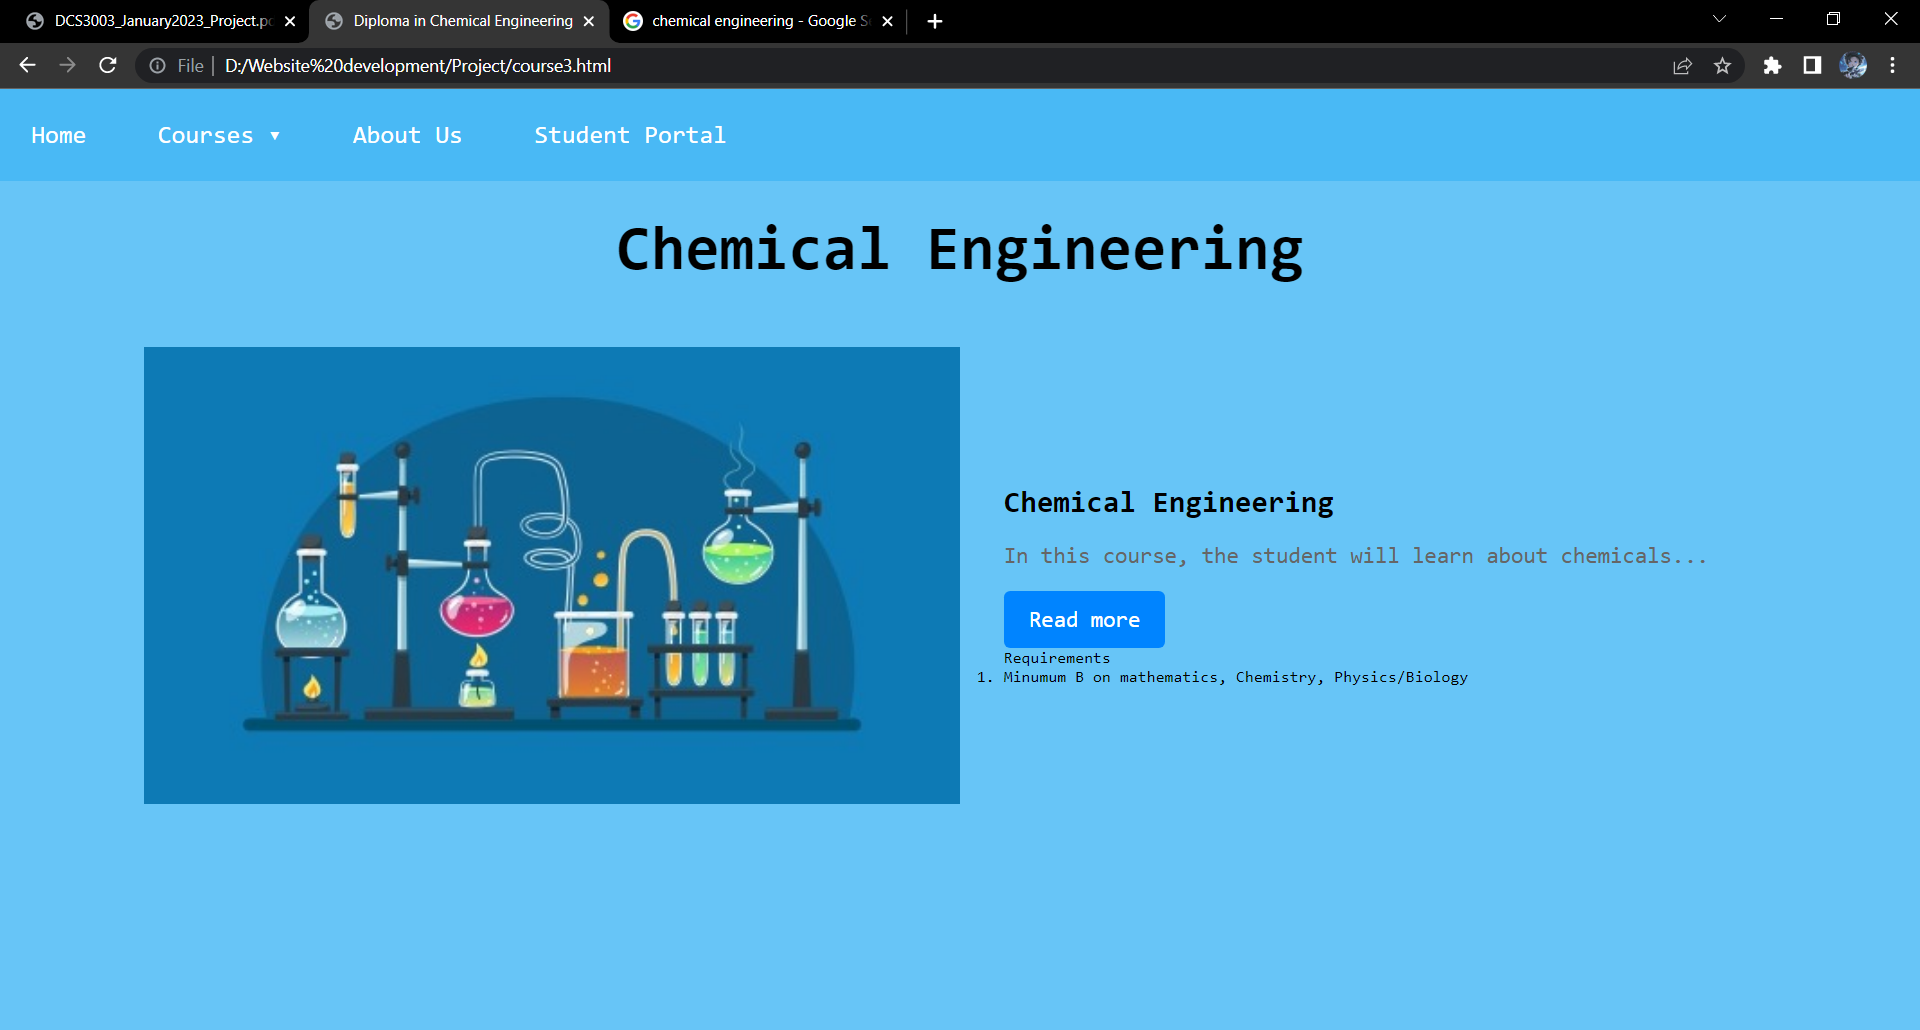 DCS3003_January2023_Project.p
Diploma in Chemical Engineering
chemical engineering - Google S
File
D:/Website%20development/Project/course3.html
Home
Courses ▾
About Us
Student Portal
Chemical Engineering
Chemical Engineering
In this course, the student will learn about chemicals...
Read more
Requirements
1. Minumum B on mathematics, Chemistry, Physics/Biology